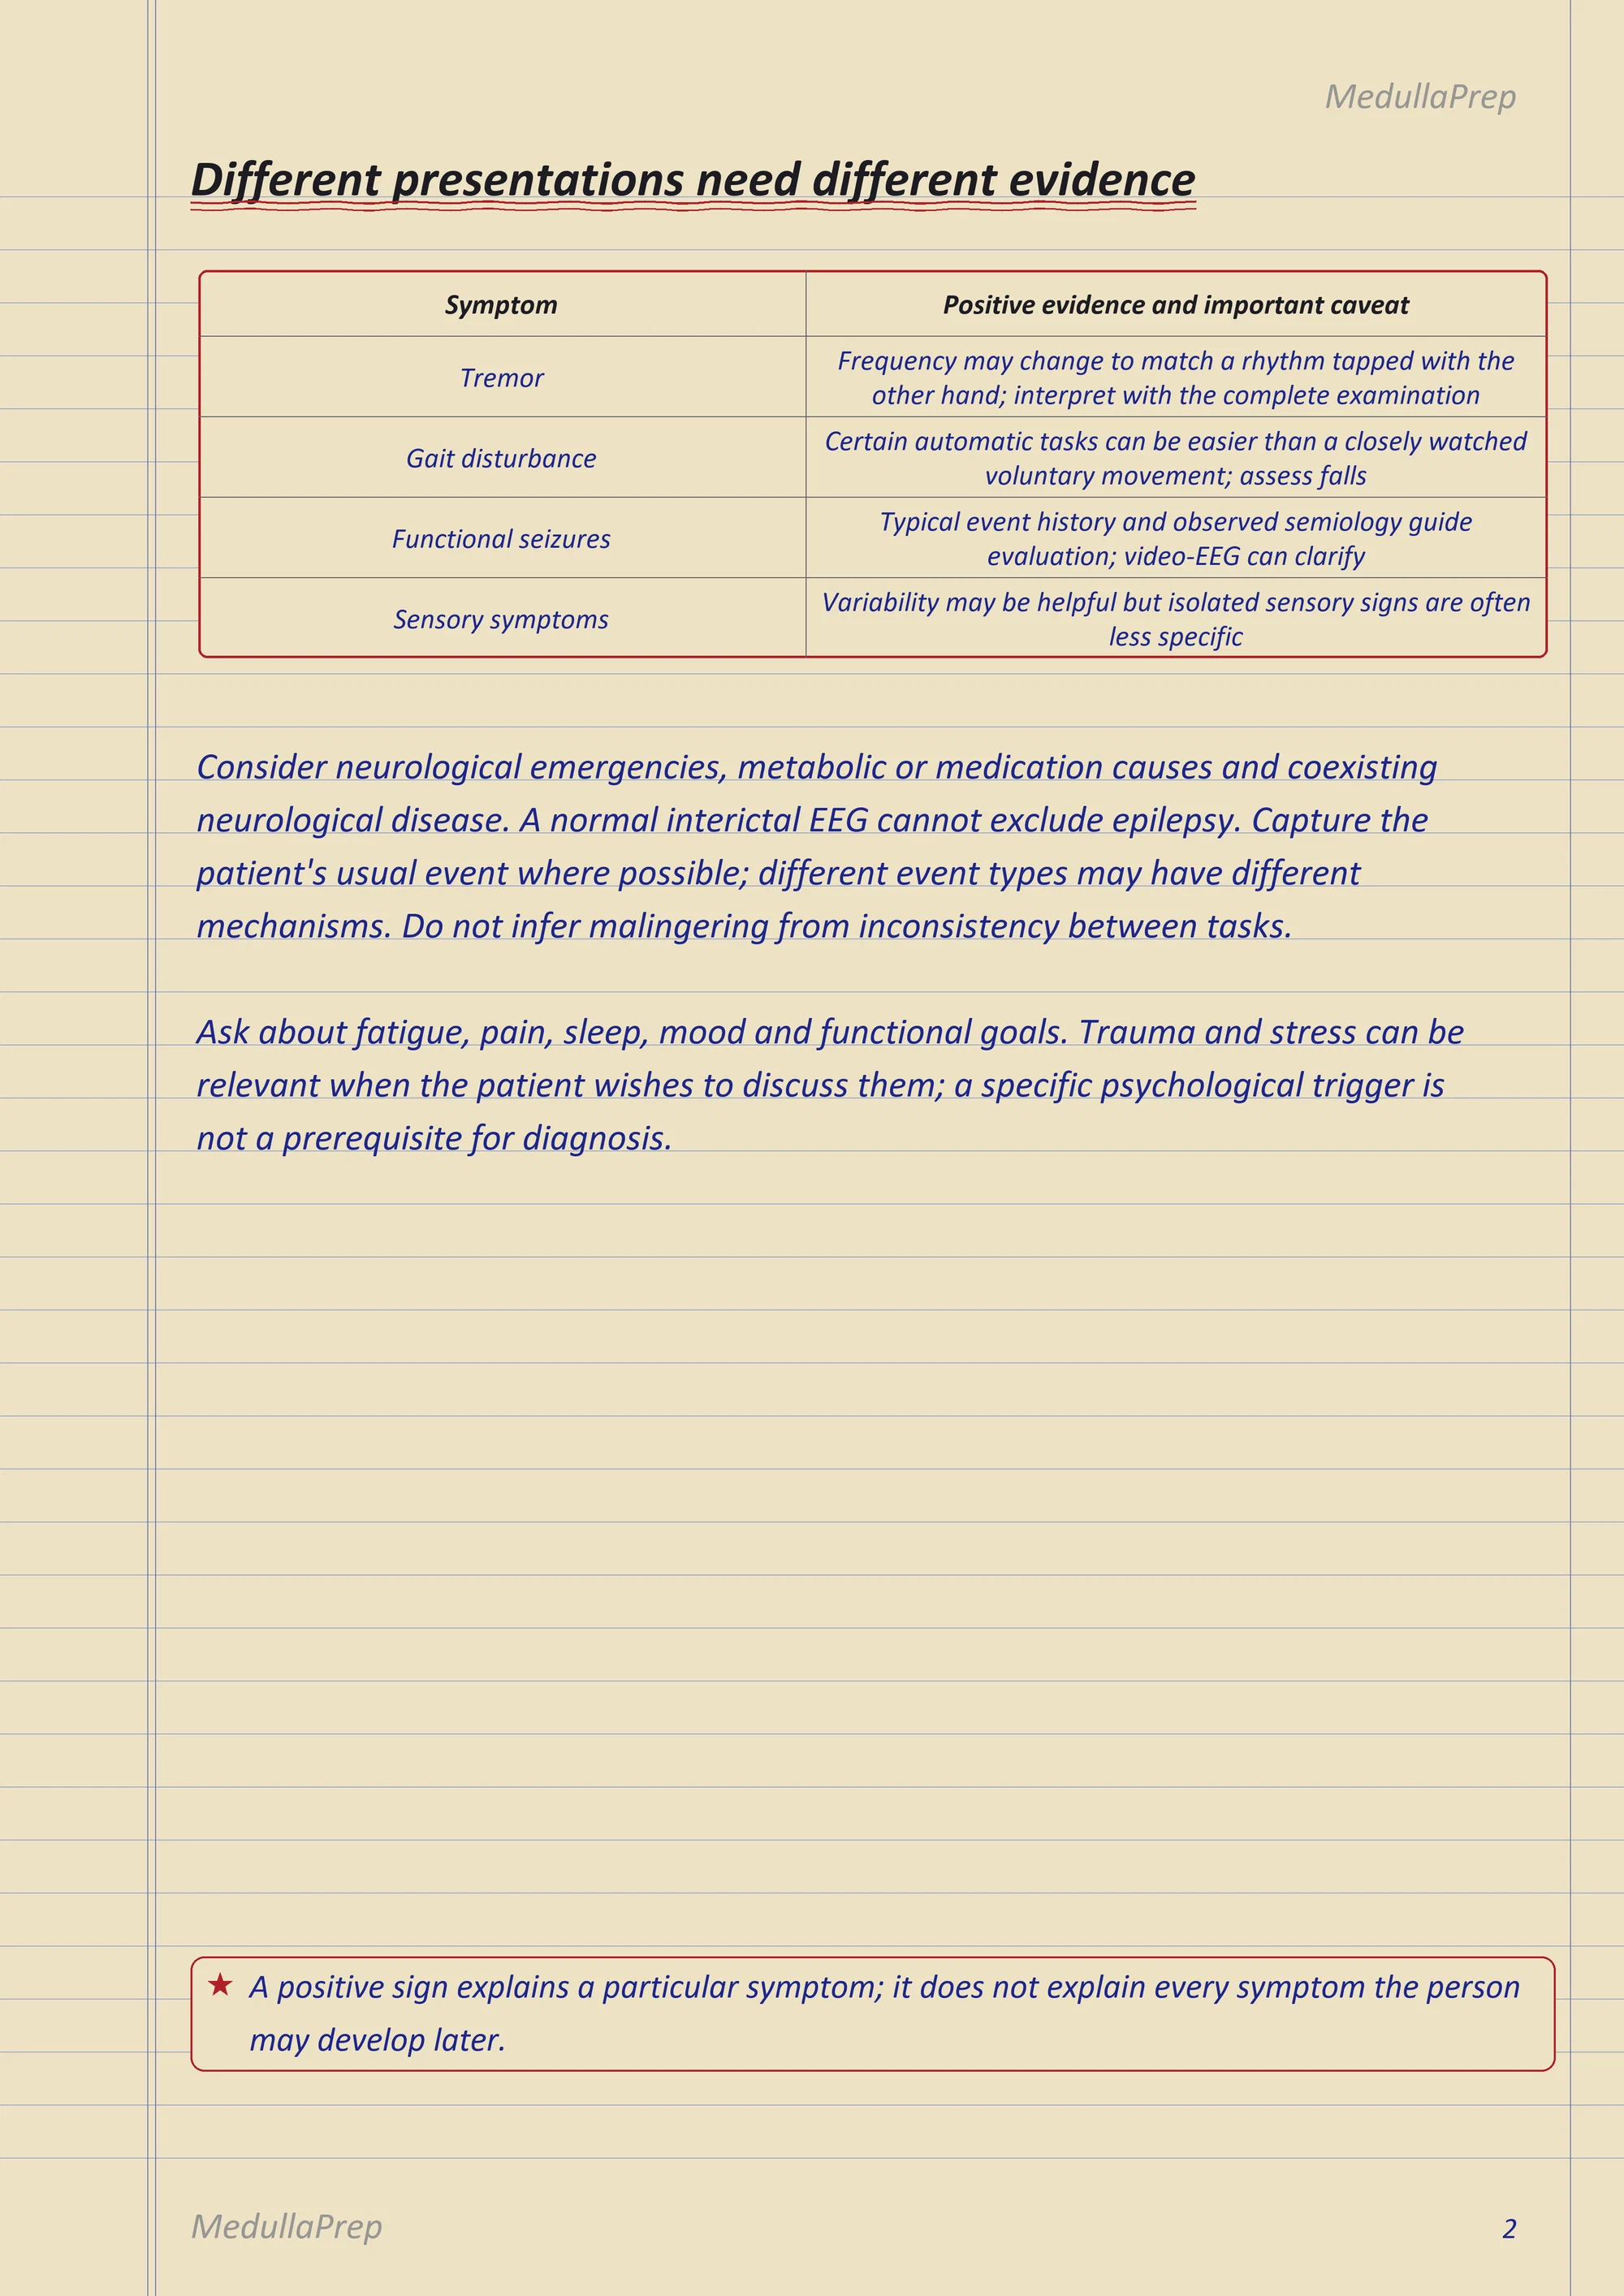 MedullaPrep
Different presentations need different evidence
Symptom
Positive evidence and important caveat
Tremor
Frequency may change to match a rhythm tapped with the
other hand; interpret with the complete examination
Gait disturbance
Certain automatic tasks can be easier than a closely watched
voluntary movement; assess falls
Functional seizures
Typical event history and observed semiology guide
evaluation; video-EEG can clarify
Sensory symptoms
Variability may be helpful but isolated sensory signs are often
less specific
Consider neurological emergencies, metabolic or medication causes and coexisting
neurological disease. A normal interictal EEG cannot exclude epilepsy. Capture the
patient's usual event where possible; different event types may have different
mechanisms. Do not infer malingering from inconsistency between tasks.
Ask about fatigue, pain, sleep, mood and functional goals. Trauma and stress can be
relevant when the patient wishes to discuss them; a specific psychological trigger is
not a prerequisite for diagnosis.
★ A positive sign explains a particular symptom; it does not explain every symptom the person
may develop later.
MedullaPrep
2